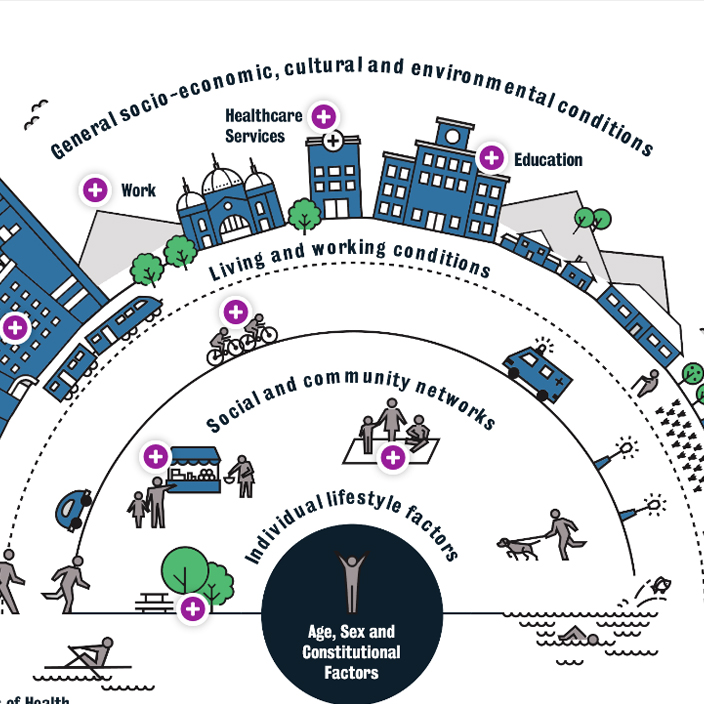 General socio-economic, cultural and environmental conditions
Healthcare
Services
Education
Work
Living and working conditions
Social and community networks
Individual lifestyle factors
Age, Sex and
Constitutional
Factors
of Health